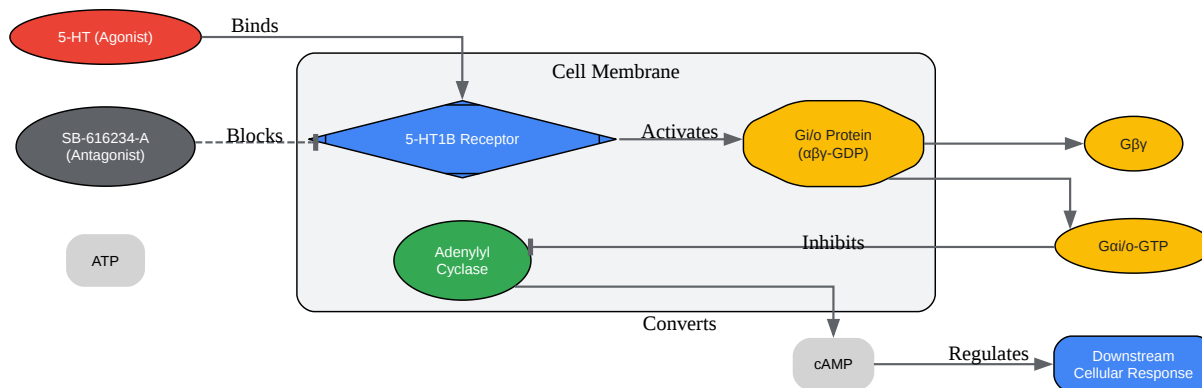 5-HT (Agonist)
Binds
Cell Membrane
SB-616234-A
(Antagonist)
Blocks
5-HT1B Receptor
Activates
Gi/o Protein
(αβγ-GDP)
Gβγ
ATP
Adenylyl
Cyclase
Inhibits
Gαi/o-GTP
Converts
cAMP
Regulates
Downstream
Cellular Response